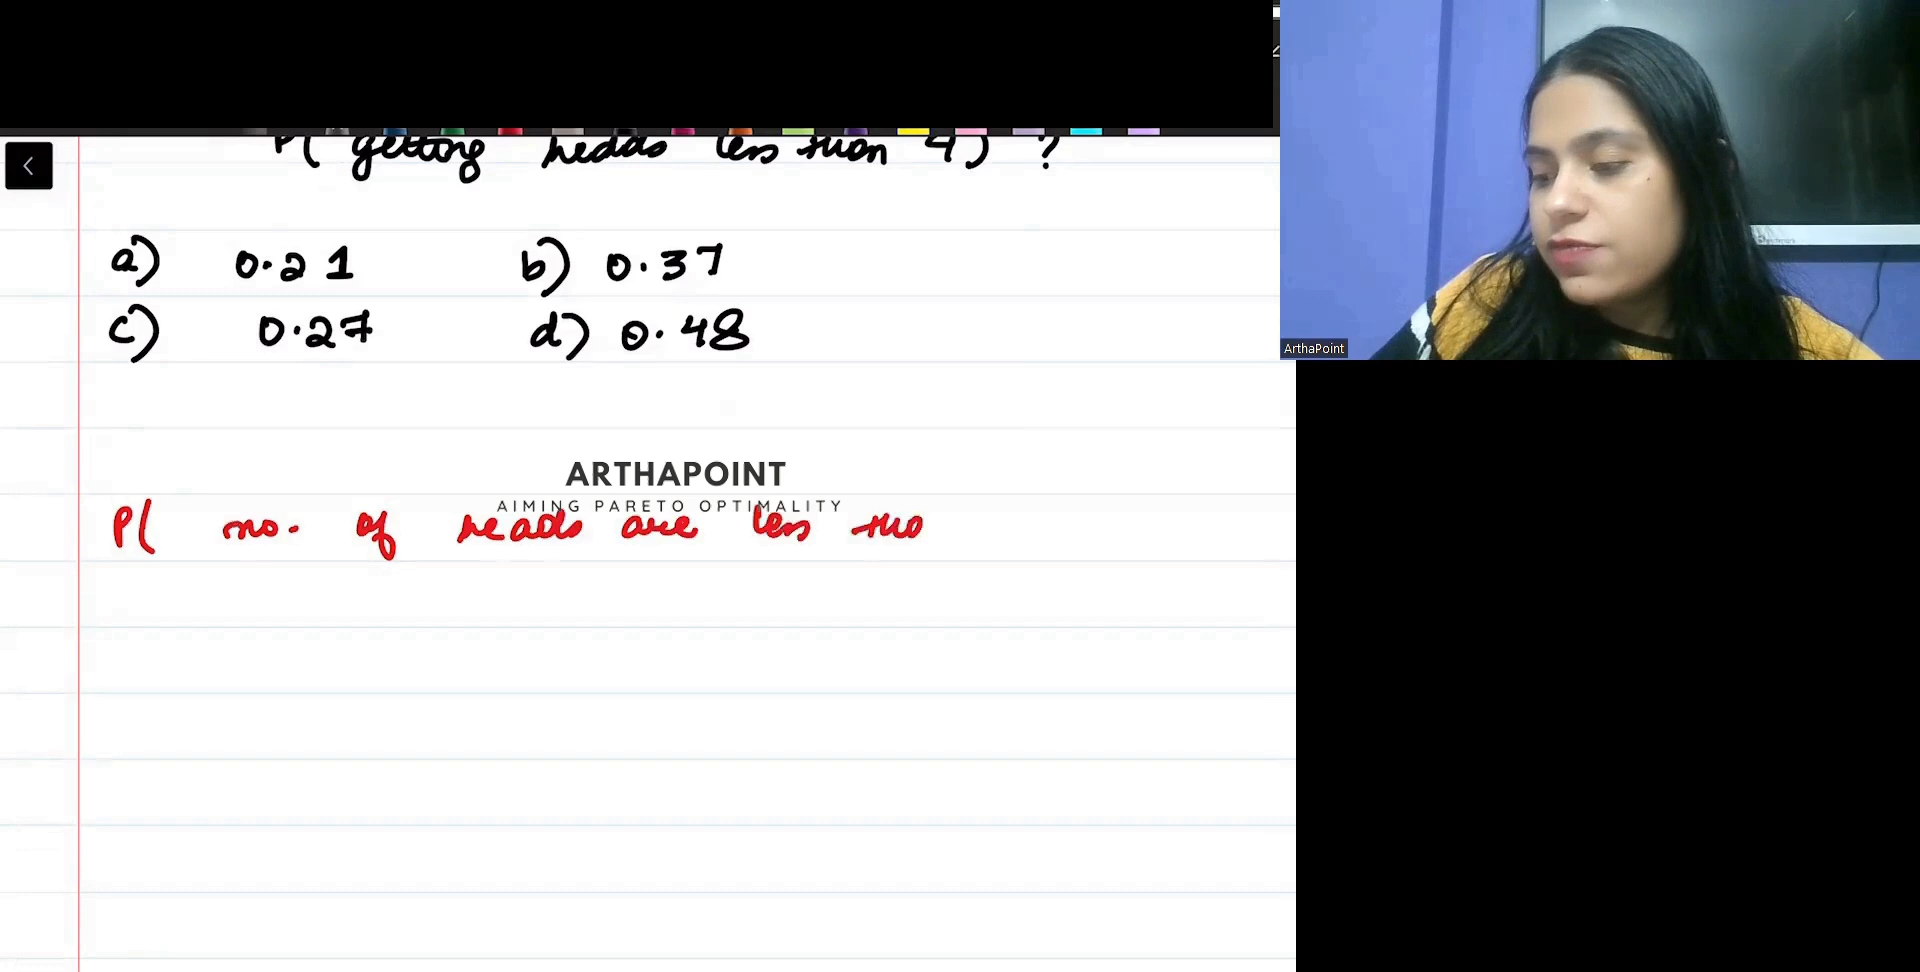 P( getting heads less than 4) ?
a) 0.21 b) 0.37
c) 0.27 d) 0.48
ARTHAPOINT
AIMING PARETO OPTIMALITY
P( no. of heads are less tha
ArthaPoint